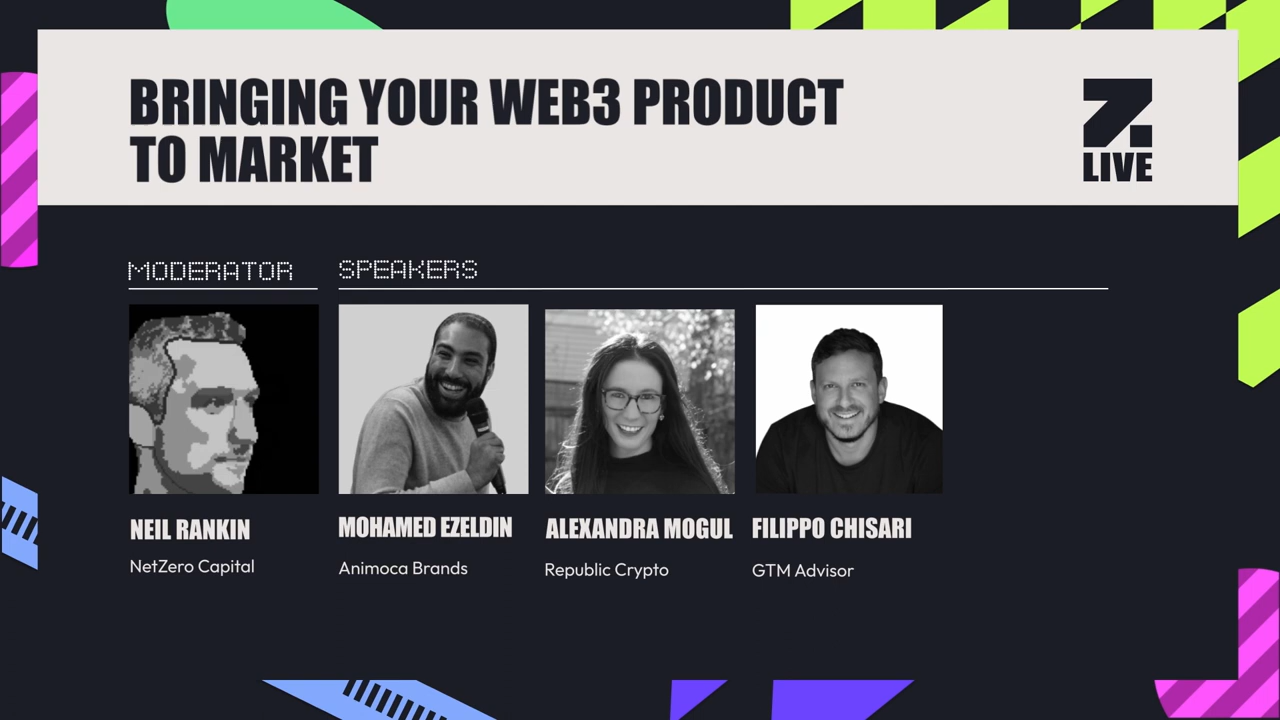 BRINGING YOUR WEB3 PRODUCT
TO MARKET
Z.
LIVE
MODERATOR
SPEAKERS
NEIL RANKIN
NetZero Capital
MOHAMED EZELDIN
Animoca Brands
ALEXANDRA MOGUL
Republic Crypto
FILIPPO CHISARI
GTM Advisor